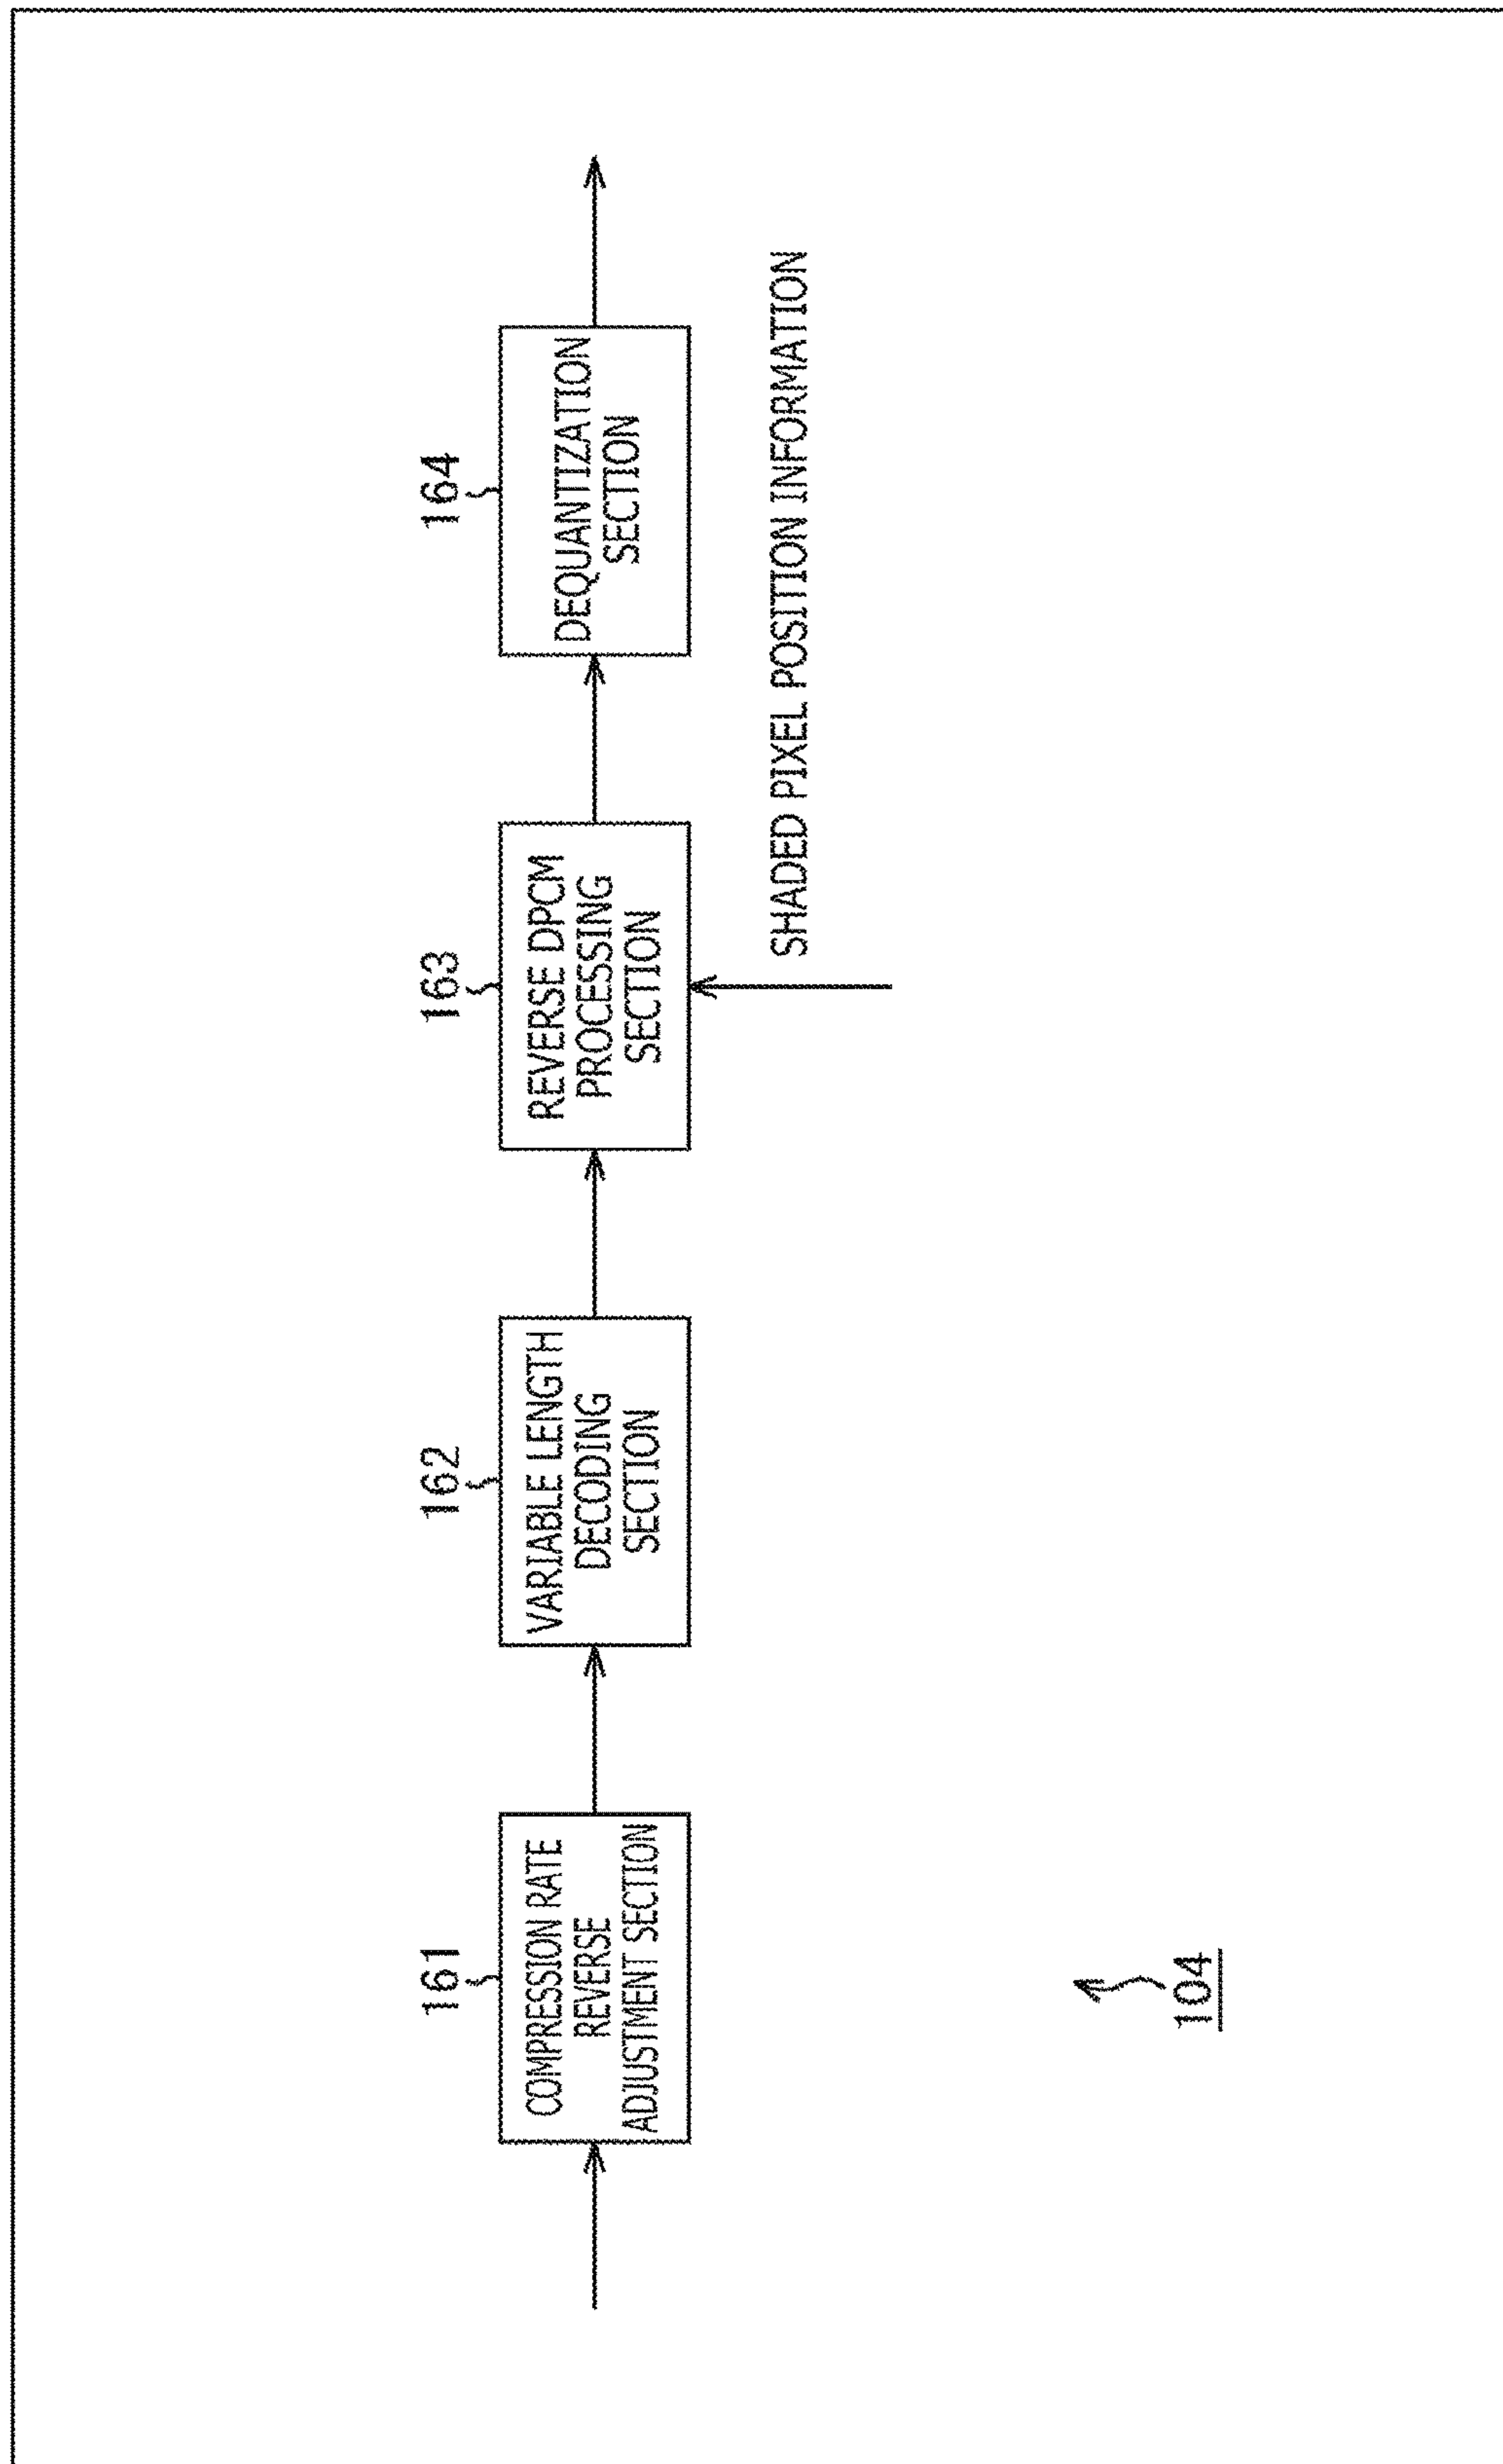 161
COMPRESSION RATE
REVERSE
ADJUSTMENT SECTION
162
VARIABLE LENGTH
DECODING
SECTION
163
REVERSE DPCM
PROCESSING
SECTION
164
DEQUANTIZATION
SECTION
SHADED PIXEL POSITION INFORMATION
104